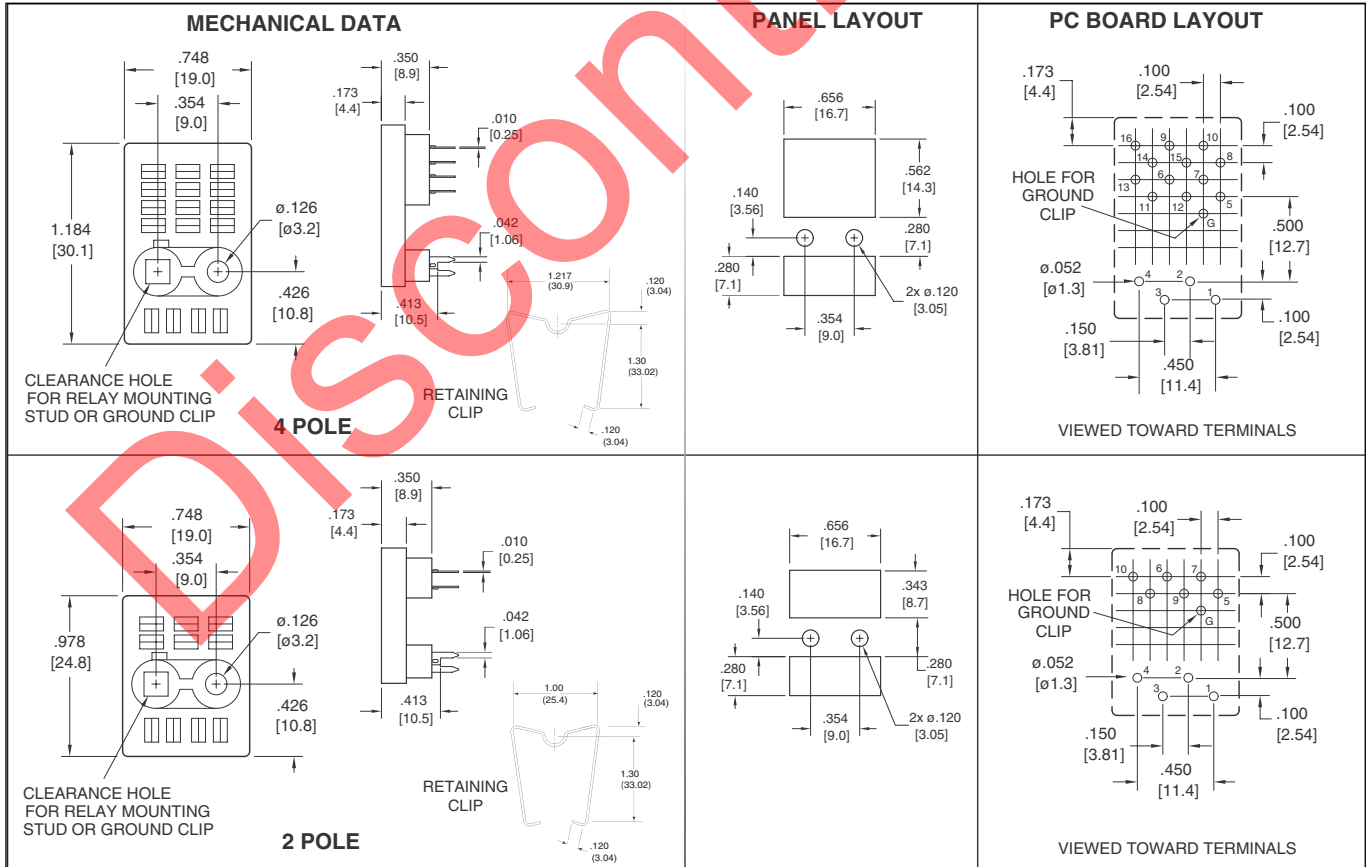 MECHANICAL DATA
.748
[19.0]
.354
[9.0]
1.184
[30.1]
ø.126
[ø3.2]
.426
[10.8]
CLEARANCE HOLE
FOR RELAY MOUNTING
STUD OR GROUND CLIP
4 POLE
.350
[8.9]
.173
[4.4]
.010
[0.25]
.042
[1.06]
.413
[10.5]
1.217
(30.9)
.120
(3.04)
1.30
(33.02)
.120
(3.04)
RETAINING
CLIP
PANEL LAYOUT
.656
[16.7]
.562
[14.3]
.140
[3.56]
.280
[7.1]
.280
[7.1]
2x ø.120
[3.05]
.354
[9.0]
PC BOARD LAYOUT
.173
[4.4]
.100
[2.54]
.100
[2.54]
16 9 10
14 15 8
13 6 7
11 12 5
G
HOLE FOR
GROUND
CLIP
.500
[12.7]
ø.052
[ø1.3]
4 2
3 1
.150
[3.81]
.450
[11.4]
.100
[2.54]
VIEWED TOWARD TERMINALS
.748
[19.0]
.354
[9.0]
.978
[24.8]
ø.126
[ø3.2]
.426
[10.8]
CLEARANCE HOLE
FOR RELAY MOUNTING
STUD OR GROUND CLIP
2 POLE
.350
[8.9]
.173
[4.4]
.010
[0.25]
.042
[1.06]
.413
[10.5]
1.00
(25.4)
.120
(3.04)
1.30
(33.02)
.120
(3.04)
RETAINING
CLIP
.656
[16.7]
.343
[8.7]
.140
[3.56]
.280
[7.1]
.280
[7.1]
2x ø.120
[3.05]
.354
[9.0]
.173
[4.4]
.100
[2.54]
.100
[2.54]
10 6 7
8 9 5
G
HOLE FOR
GROUND
CLIP
.500
[12.7]
ø.052
[ø1.3]
4 2
3 1
.150
[3.81]
.450
[11.4]
.100
[2.54]
VIEWED TOWARD TERMINALS